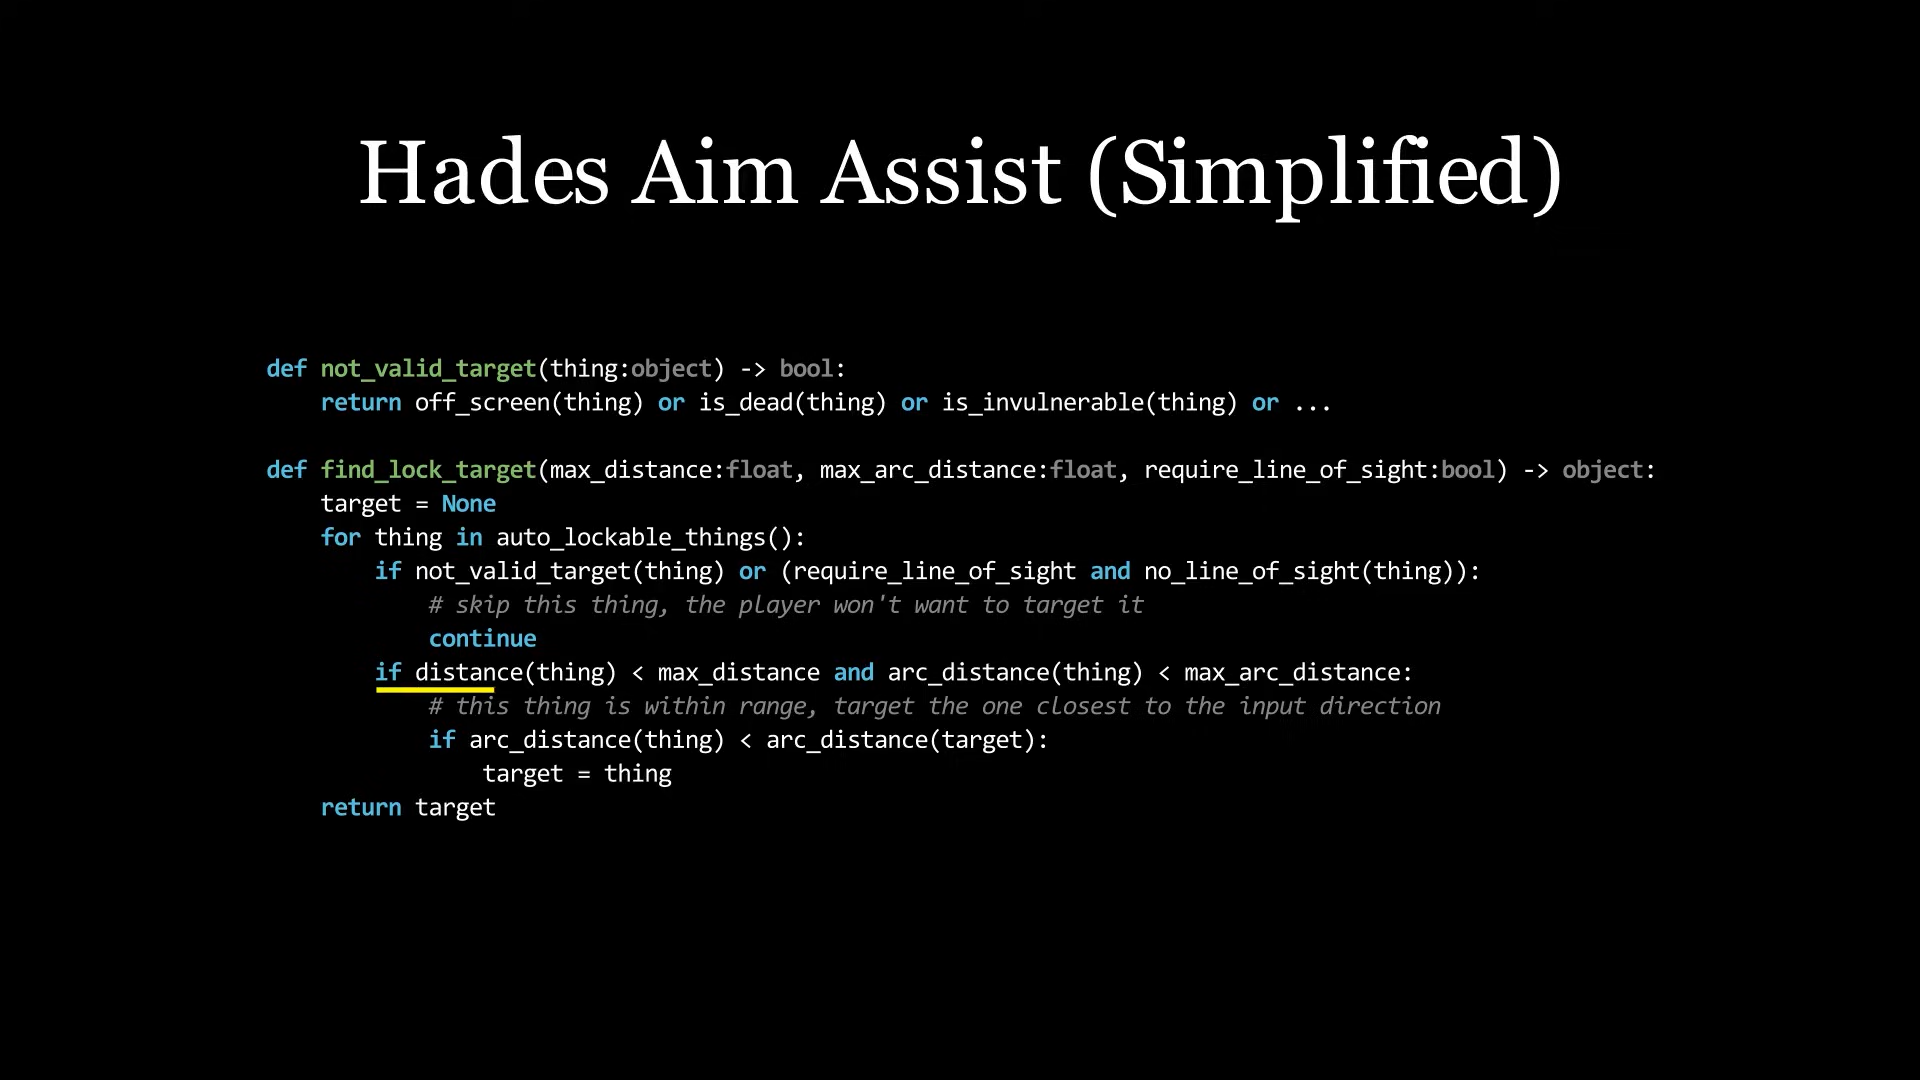 Hades Aim Assist (Simplified)
def not_valid_target(thing:object) -> bool:
    return off_screen(thing) or is_dead(thing) or is_invulnerable(thing) or ...
def find_lock_target(max_distance:float, max_arc_distance:float, require_line_of_sight:bool) -> object:
    target = None
    for thing in auto_lockable_things():
        if not_valid_target(thing) or (require_line_of_sight and no_line_of_sight(thing)):
            # skip this thing, the player won't want to target it
            continue
        if distance(thing) < max_distance and arc_distance(thing) < max_arc_distance:
            # this thing is within range, target the one closest to the input direction
            if arc_distance(thing) < arc_distance(target):
                target = thing
    return target